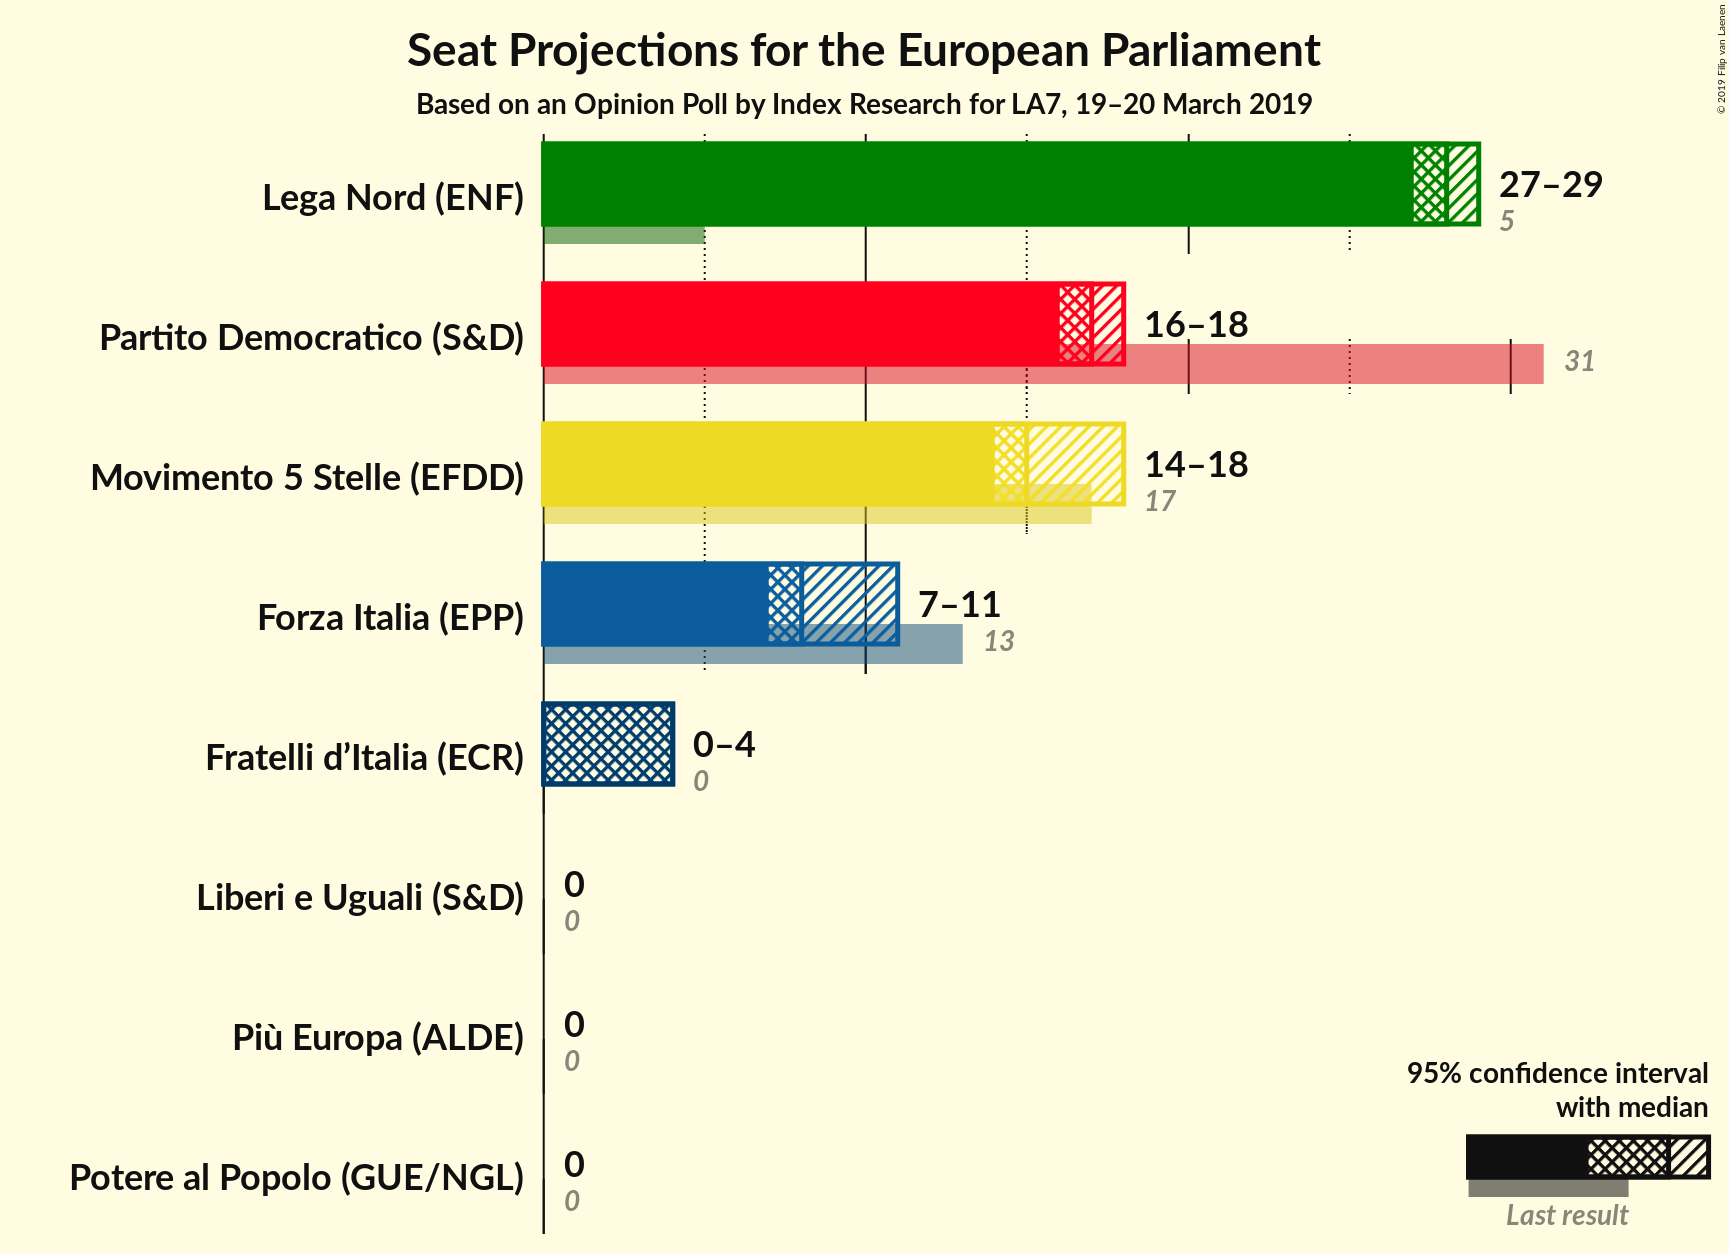 Seat Projections for the European Parliament
Based on an Opinion Poll by Index Research for LA7, 19–20 March 2019
© 2019 Filip van Laenen
Lega Nord (ENF)
27–29
5
Partito Democratico (S&D)
16–18
31
Movimento 5 Stelle (EFDD)
14–18
17
Forza Italia (EPP)
7–11
13
Fratelli d’Italia (ECR)
0–4
0
Liberi e Uguali (S&D)
0
0
Più Europa (ALDE)
0
0
Potere al Popolo (GUE/NGL)
0
0
95% confidence interval
with median
Last result